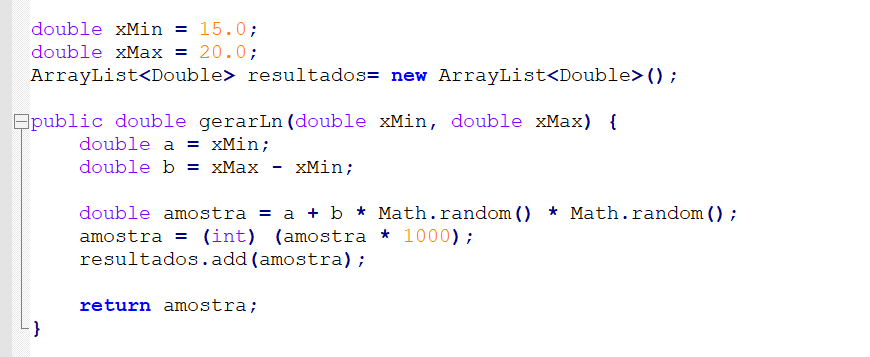 double xMin = 15.0;
double xMax = 20.0;
ArrayList<Double> resultados= new ArrayList<Double>();
public double gerarLn(double xMin, double xMax) {
double a = xMin;
double b = xMax - xMin;
double amostra = a + b * Math.random() * Math.random();
amostra = (int) (amostra * 1000);
resultados.add(amostra);
return amostra;
}